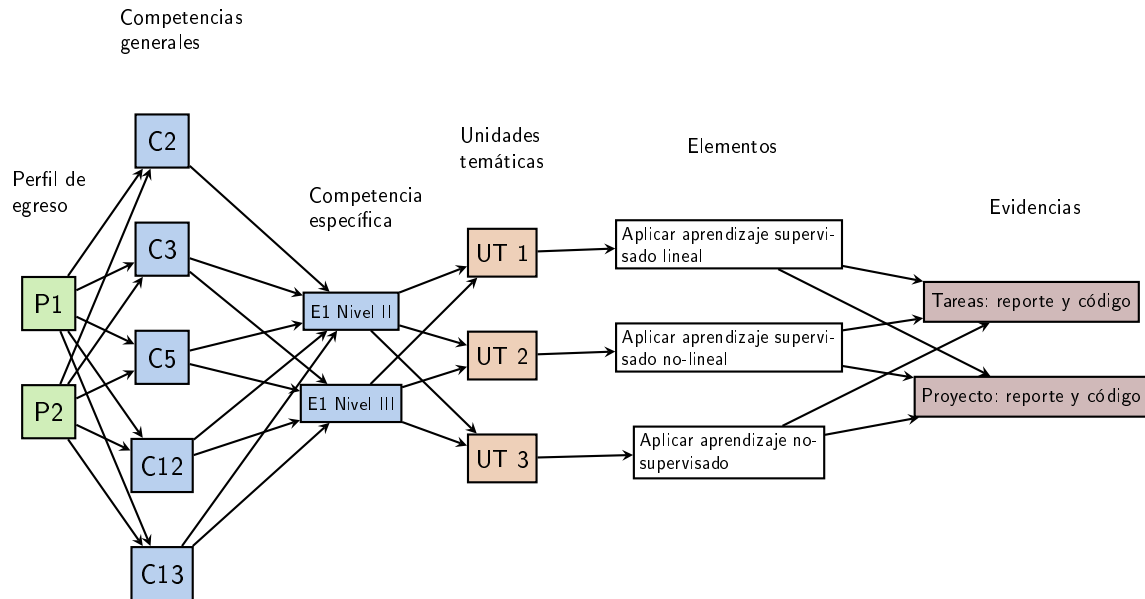 Competencias
generales
Perfil de
egreso
P1
P2
C2
C3
C5
C12
C13
Competencia
específica
E1 Nivel II
E1 Nivel III
Unidades
temáticas
UT 1
UT 2
UT 3
Elementos
Aplicar aprendizaje supervi-
sado lineal
Aplicar aprendizaje supervi-
sado no-lineal
Aplicar aprendizaje no-
supervisado
Evidencias
Tareas: reporte y código
Proyecto: reporte y código